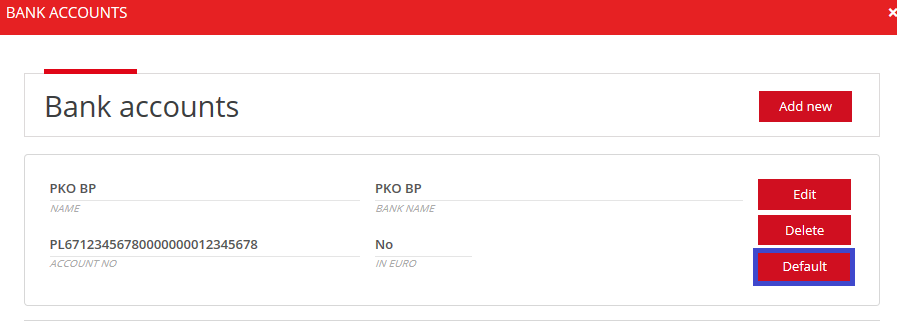 BANK ACCOUNTS ×
Bank accounts
Add new
PKO BP PKO BP Edit
NAME BANK NAME
Delete
PL67123456780000000012345678 No
ACCOUNT NO IN EURO
Default